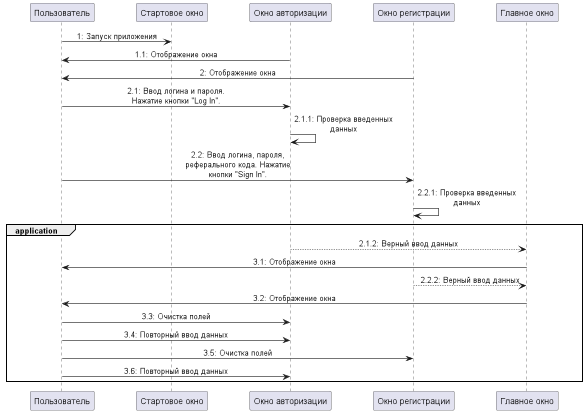 Пользователь Стартовое окно Окно авторизации Окно регистрации Главное окно
1: Запуск приложения
1.1: Отображение окна
2: Отображение окна
2.1: Ввод логина и пароля.
Нажатие кнопки "Log In".
2.1.1: Проверка введенных
данных
2.2: Ввод логина, пароля,
реферального кода. Нажатие
кнопки "Sign In".
2.2.1: Проверка введенных
данных
application
2.1.2: Верный ввод данных
3.1: Отображение окна
2.2.2: Верный ввод данных
3.2: Отображение окна
3.3: Очистка полей
3.4: Повторный ввод данных
3.5: Очистка полей
3.6: Повторный ввод данных
Пользователь Стартовое окно Окно авторизации Окно регистрации Главное окно